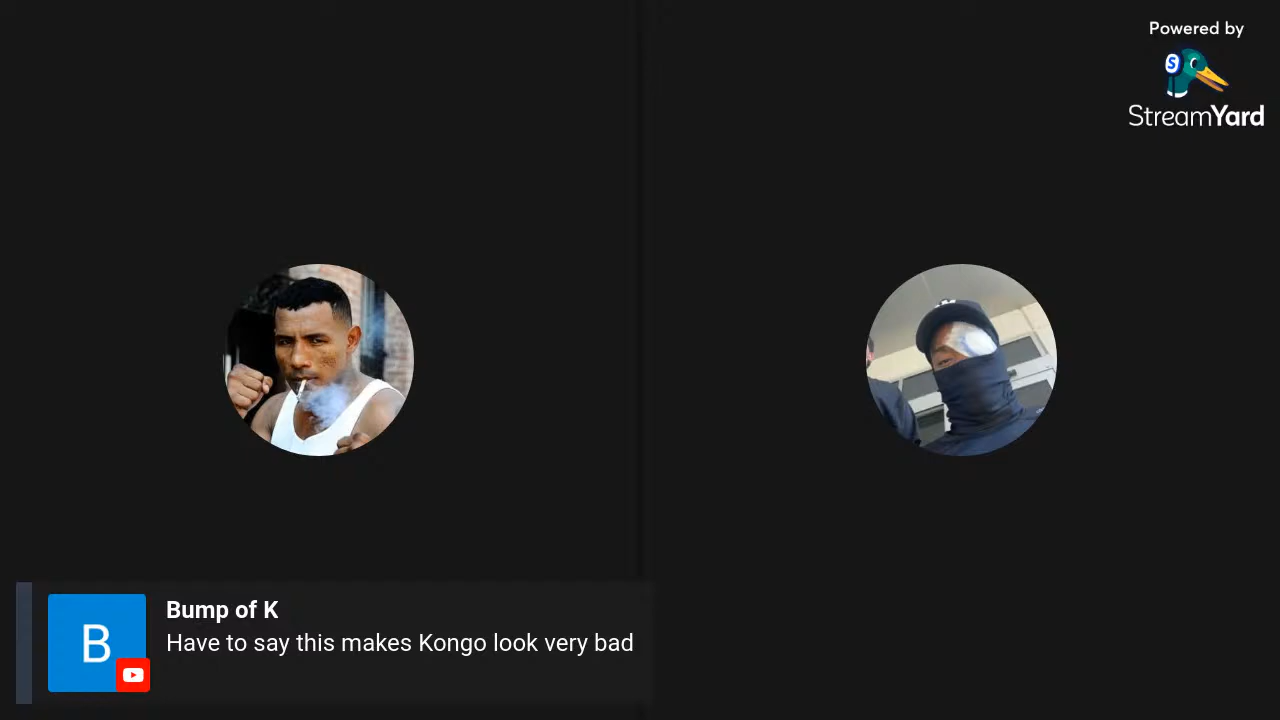 Powered by
S
StreamYard
B
Bump of K
Have to say this makes Kongo look very bad